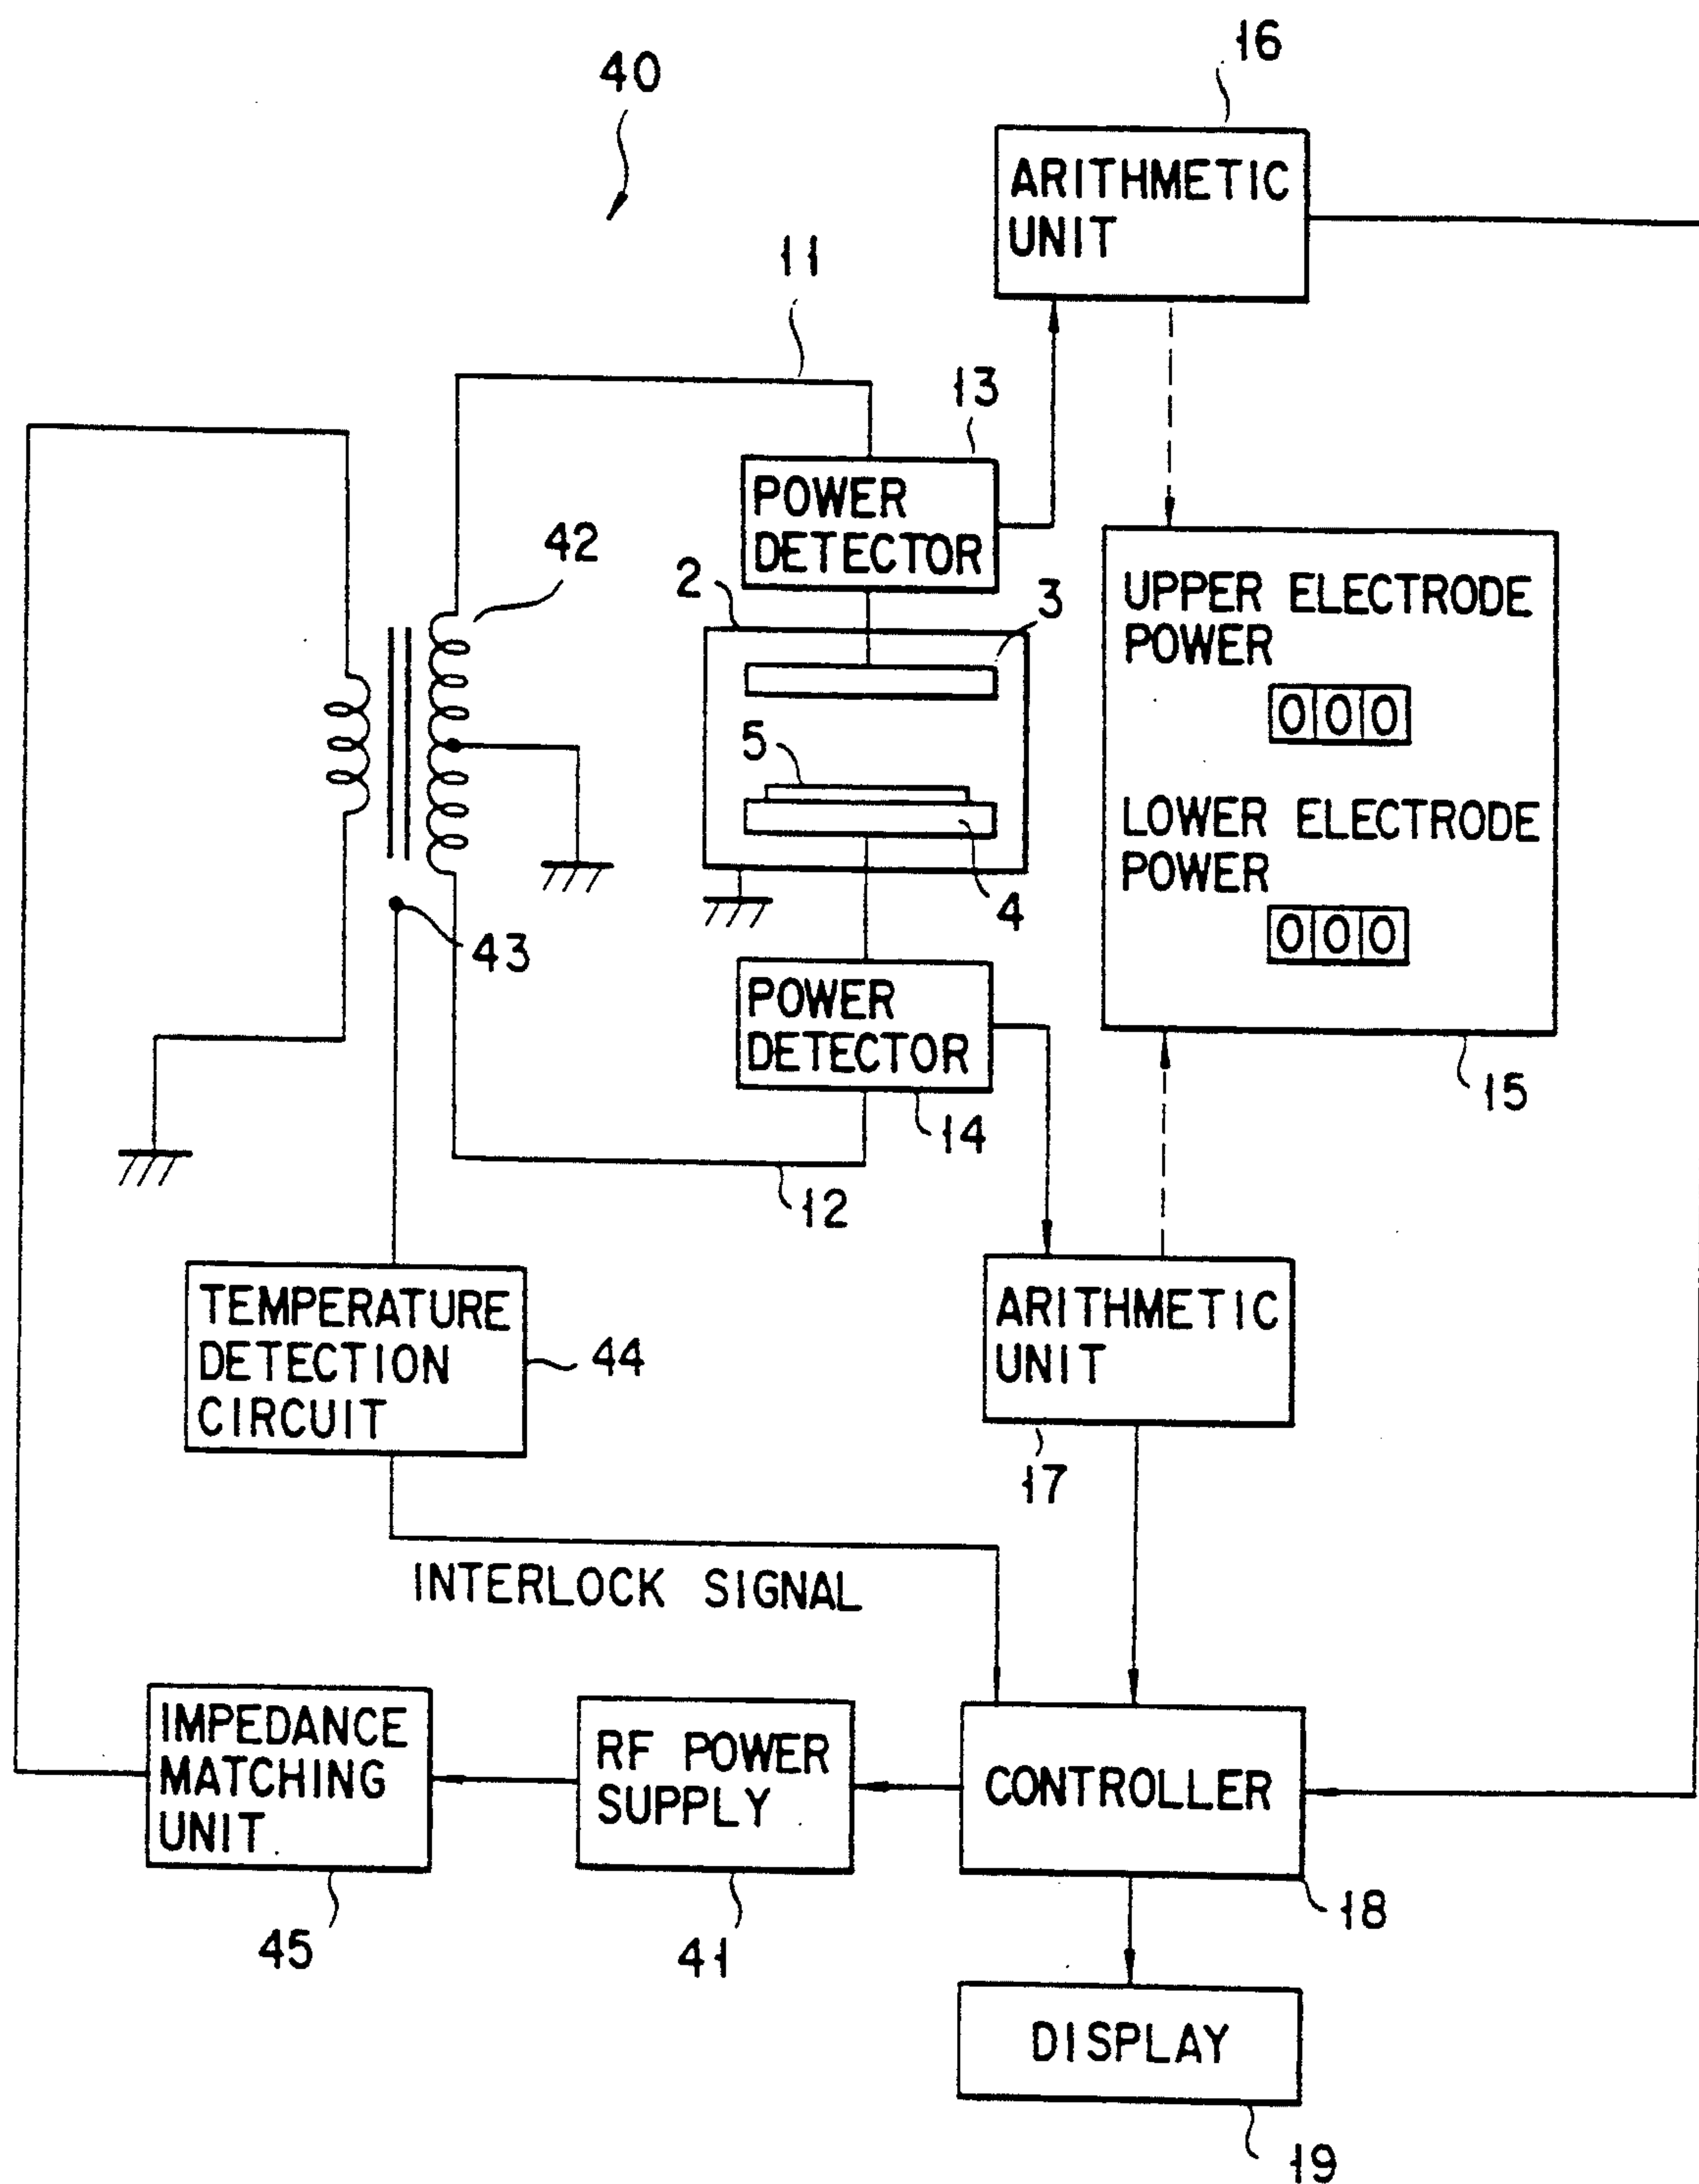 16
40
ARITHMETIC
UNIT
11
13
POWER
DETECTOR
42
2
3
UPPER ELECTRODE
POWER
000
5
LOWER ELECTRODE
POWER
4
000
43
POWER
DETECTOR
15
14
12
TEMPERATURE
DETECTION
CIRCUIT
44
ARITHMETIC
UNIT
17
INTERLOCK SIGNAL
IMPEDANCE
MATCHING
UNIT
RF POWER
SUPPLY
CONTROLLER
18
45
41
DISPLAY
19